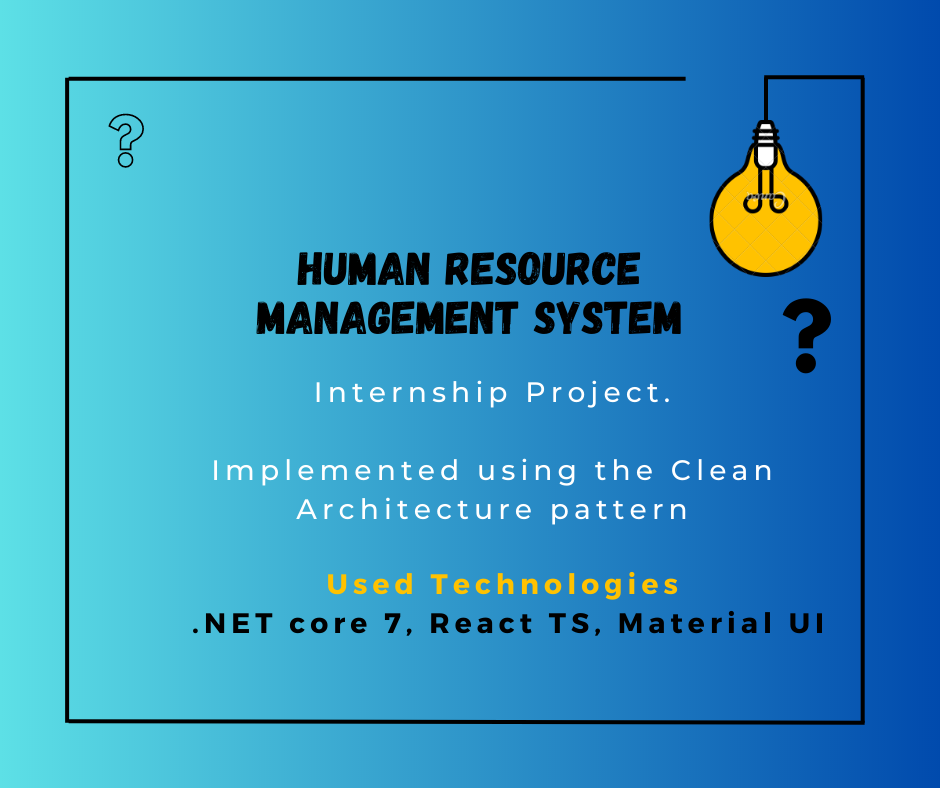 ?
HUMAN RESOURCE
MANAGEMENT SYSTEM
?
Internship Project.
Implemented using the Clean
Architecture pattern
Used Technologies
.NET core 7, React TS, Material UI